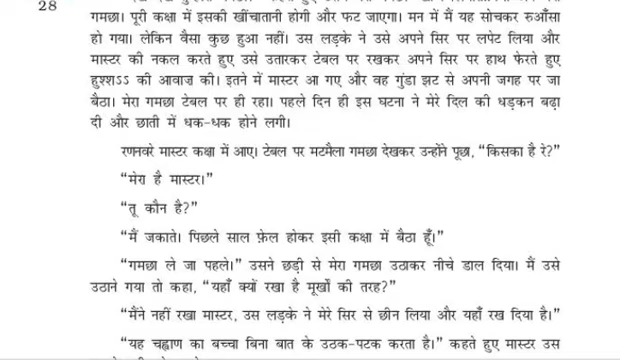 28
गमछा। पूरी कक्षा में इसकी खींचातानी होगी और फट जाएगा। मन में मैं यह सोचकर रुआँसा
हो गया। लेकिन वैसा कुछ हुआ नहीं। उस लड़के ने उसे अपने सिर पर लपेट लिया और
मास्टर की नकल करते हुए उसे उतारकर टेबल पर रखकर अपने सिर पर हाथ फेरते हुए
हुश्शऽऽ की आवाज़ की। इतने में मास्टर आ गए और वह गुंडा झट से अपनी जगह पर जा
बैठा। मेरा गमछा टेबल पर ही रहा। पहले दिन ही इस घटना ने मेरे दिल की धड़कन बढ़ा
दी और छाती में धक-धक होने लगी।
रणनवरे मास्टर कक्षा में आए। टेबल पर मटमैला गमछा देखकर उन्होंने पूछा, “किसका है रे?”
“मेरा है मास्टर।”
“तू कौन है?”
“मैं जकाते। पिछले साल फ़ेल होकर इसी कक्षा में बैठा हूँ।”
“गमछा ले जा पहले।” उसने छड़ी से मेरा गमछा उठाकर नीचे डाल दिया। मैं उसे
उठाने गया तो कहा, “यहाँ क्यों रखा है मूर्खों की तरह?”
“मैंने नहीं रखा मास्टर, उस लड़के ने मेरे सिर से छीन लिया और यहाँ रख दिया है।”
“यह चह्वाण का बच्चा बिना बात के उठक-पटक करता है।” कहते हुए मास्टर उस